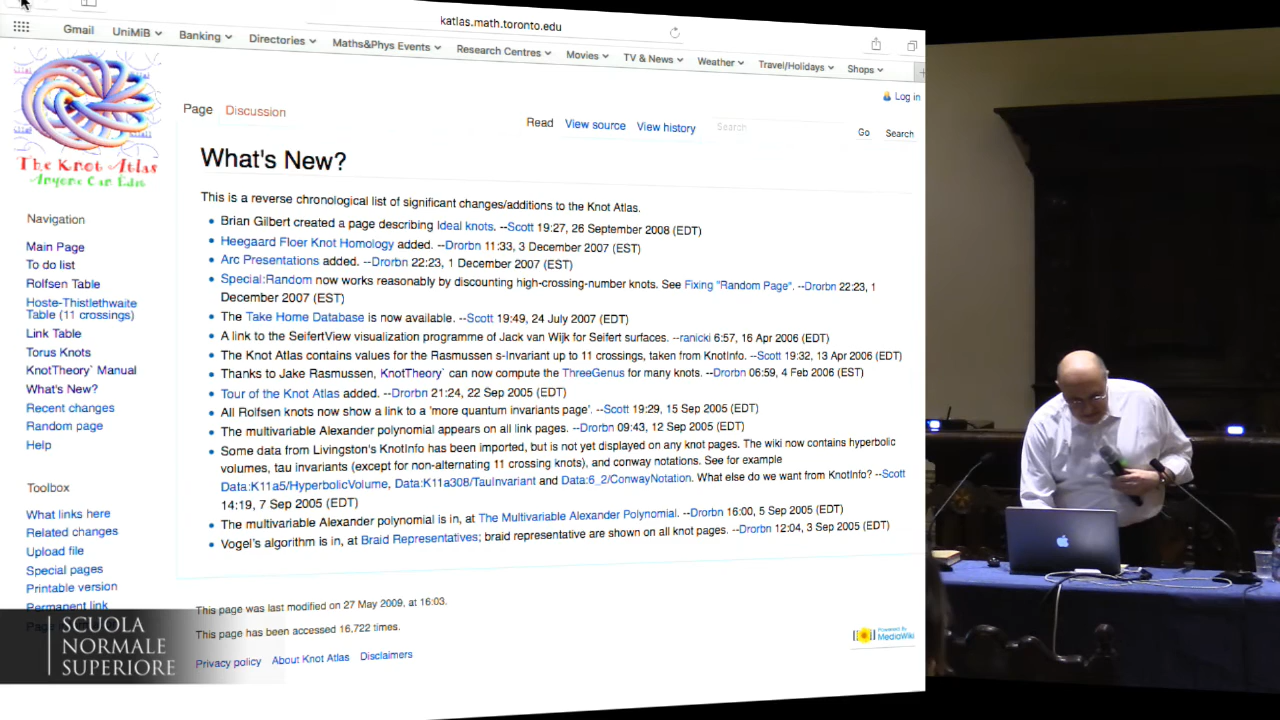 katlas.math.toronto.edu
Gmail UniMiB Banking Directories Maths&Phys Events Research Centres Movies TV & News Weather Travel/Holidays Shops
Log in
Page Discussion
Read View source View history Search Go Search
The Knot Atlas
Anyone Can Edit
What's New?
This is a reverse chronological list of significant changes/additions to the Knot Atlas.
Brian Gilbert created a page describing Ideal knots. --Scott 19:27, 26 September 2008 (EDT)
Heegaard Floer Knot Homology added. --Drorbn 11:33, 3 December 2007 (EST)
Arc Presentations added. --Drorbn 22:23, 1 December 2007 (EST)
Special:Random now works reasonably by discounting high-crossing-number knots. See Fixing "Random Page". --Drorbn 22:23, 1
December 2007 (EST)
The Take Home Database is now available. --Scott 19:49, 24 July 2007 (EDT)
A link to the SeifertView visualization programme of Jack van Wijk for Seifert surfaces. --ranicki 6:57, 16 Apr 2006 (EDT)
The Knot Atlas contains values for the Rasmussen s-Invariant up to 11 crossings, taken from KnotInfo. --Scott 19:32, 13 Apr 2006 (EDT)
Thanks to Jake Rasmussen, KnotTheory` can now compute the ThreeGenus for many knots. --Drorbn 06:59, 4 Feb 2006 (EST)
Tour of the Knot Atlas added. --Drorbn 21:24, 22 Sep 2005 (EDT)
All Rolfsen knots now show a link to a 'more quantum invariants page'. --Scott 19:29, 15 Sep 2005 (EDT)
The multivariable Alexander polynomial appears on all link pages. --Drorbn 09:43, 12 Sep 2005 (EDT)
Some data from Livingston's KnotInfo has been imported, but is not yet displayed on any knot pages. The wiki now contains hyperbolic
volumes, tau invariants (except for non-alternating 11 crossing knots), and conway notations. See for example
Data:K11a5/HyperbolicVolume, Data:K11a308/TauInvariant and Data:6_2/ConwayNotation. What else do we want from KnotInfo? --Scott
14:19, 7 Sep 2005 (EDT)
The multivariable Alexander polynomial is in, at The Multivariable Alexander Polynomial. --Drorbn 16:00, 5 Sep 2005 (EDT)
Vogel's algorithm is in, at Braid Representatives; braid representative are shown on all knot pages. --Drorbn 12:04, 3 Sep 2005 (EDT)
This page was last modified on 27 May 2009, at 16:03.
This page has been accessed 16,722 times.
Privacy policy About Knot Atlas Disclaimers
Powered By
MediaWiki
Navigation
Main Page
To do list
Rolfsen Table
Hoste-Thistlethwaite
Table (11 crossings)
Link Table
Torus Knots
KnotTheory` Manual
What's New?
Recent changes
Random page
Help
Toolbox
What links here
Related changes
Upload file
Special pages
Printable version
Permanent link
SCUOLA
NORMALE
SUPERIORE